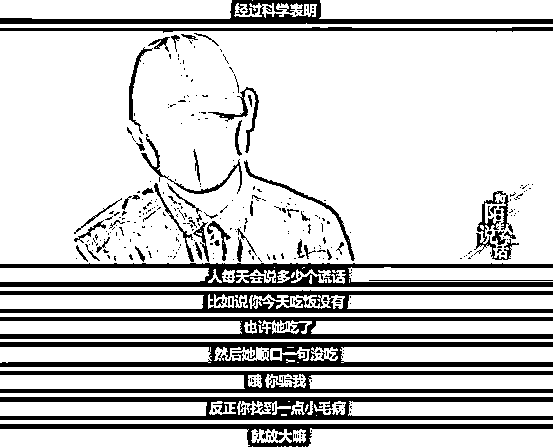 经过科学表明
陌
说
话
人每天会说多少个谎话
比如说你今天吃饭没有
也许她吃了
然后她顺口一句没吃
哦 你骗我
反正你找到一点小毛病
就放大嘛